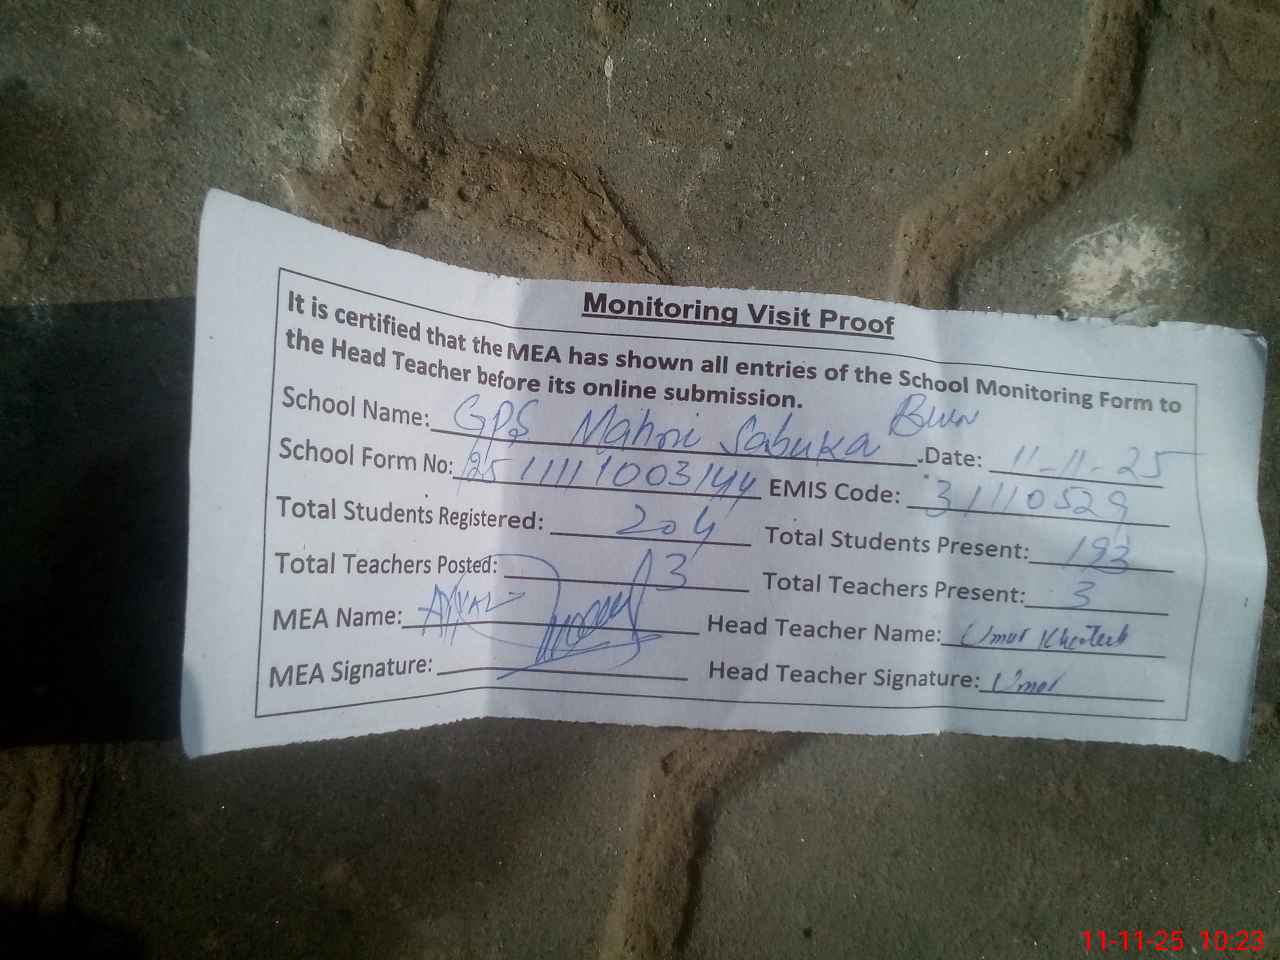 Monitoring Visit Proof
It is certified that the MEA has shown all entries of the School Monitoring Form to
the Head Teacher before its online submission.
School Name: GPS Mahni Sabuka Date: 11-11-25
School Form No: EMIS Code: 31110529
Total Students Registered: 204 Total Students Present: 193
Total Teachers Posted: 3 Total Teachers Present: 3
MEA Name: Head Teacher Name: Umar
MEA Signature: Head Teacher Signature: Umar
11-11-25 10:23